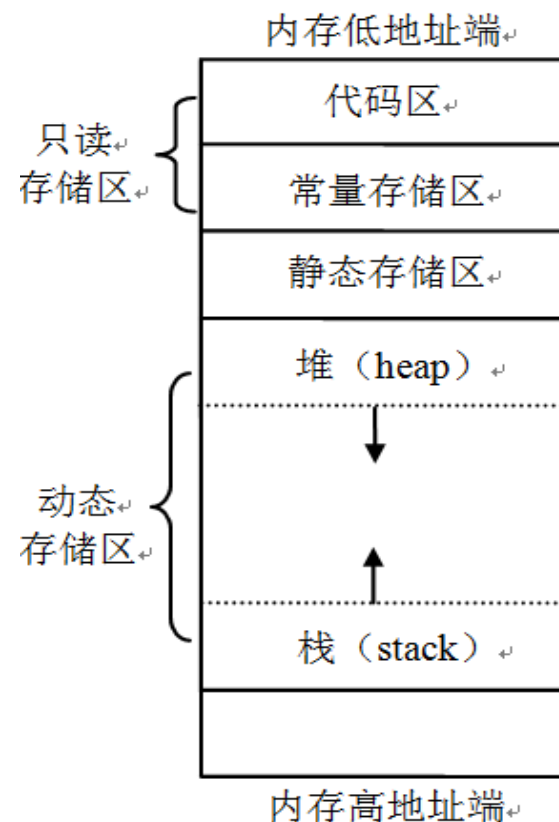 内存低地址端
代码区
只读
存储区
常量存储区
静态存储区
堆（heap）
动态
存储区
栈（stack）
内存高地址端